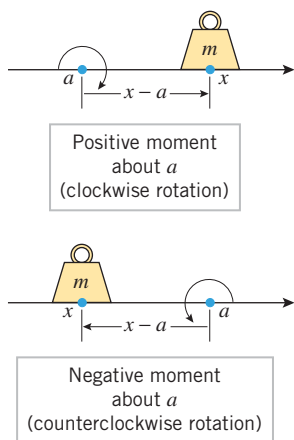 m
a x
x – a
Positive moment
about a
(clockwise rotation)
m
x a
x – a
Negative moment
about a
(counterclockwise rotation)